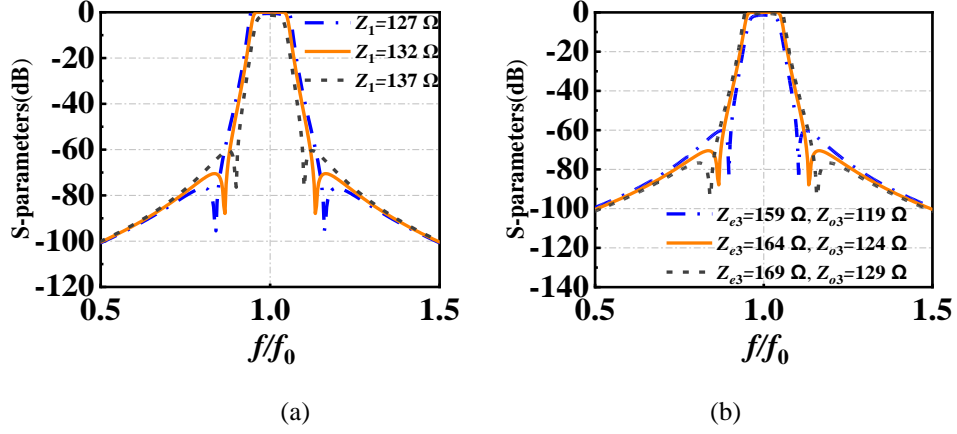 0
-20
-40
-60
-80
-100
-120
S-parameters(dB)
Z1=127 Ω
Z1=132 Ω
Z1=137 Ω
0.5
1.0
1.5
f/f0
(a)
0
-20
-40
-60
-80
-100
-120
-140
S-parameters(dB)
Ze3=159 Ω, Zo3=119 Ω
Ze3=164 Ω, Zo3=124 Ω
Ze3=169 Ω, Zo3=129 Ω
0.5
1.0
1.5
f/f0
(b)